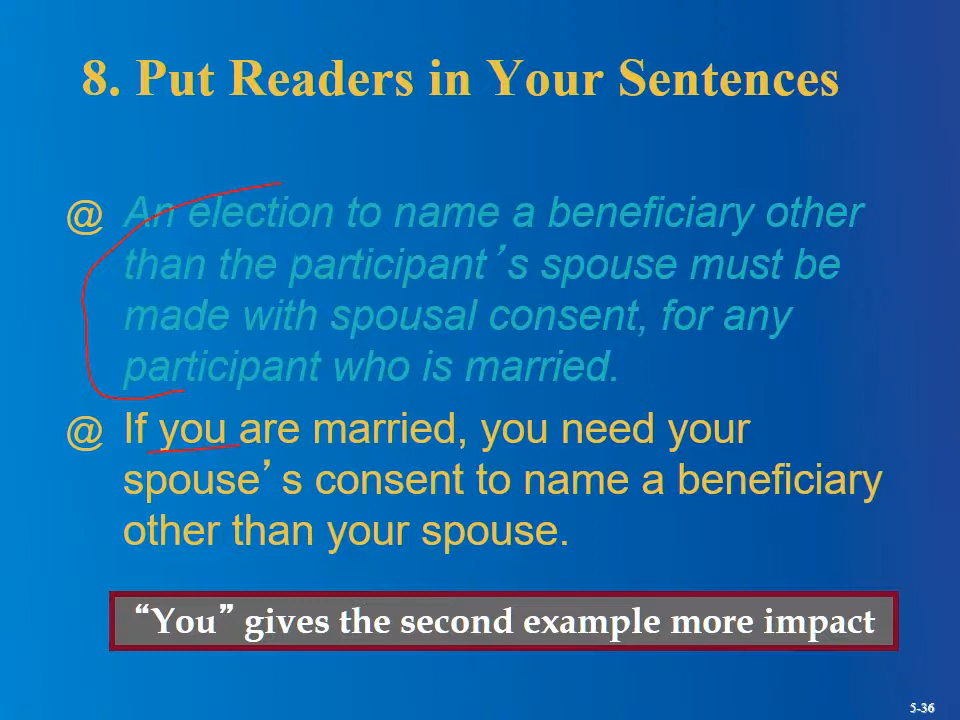 8. Put Readers in Your Sentences
@ An election to name a beneficiary other
than the participant’s spouse must be
made with spousal consent, for any
participant who is married.
@ If you are married, you need your
spouse’s consent to name a beneficiary
other than your spouse.
“You” gives the second example more impact
5-36